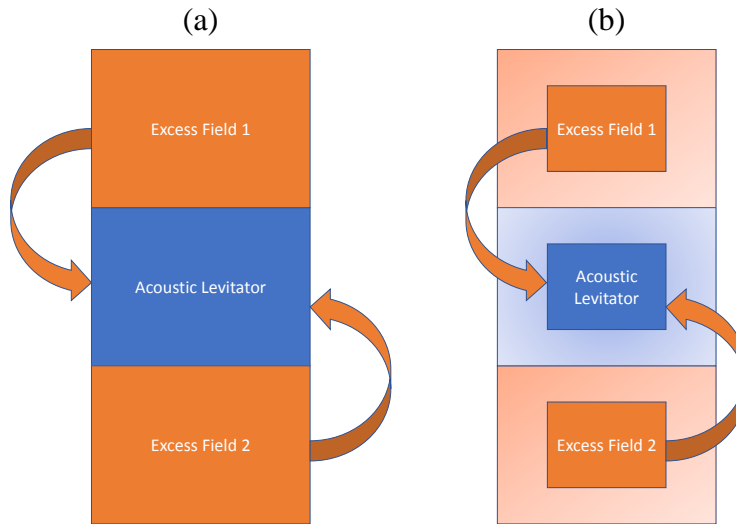 (a)
Excess Field 1
Acoustic Levitator
Excess Field 2
(b)
Excess Field 1
Acoustic
Levitator
Excess Field 2